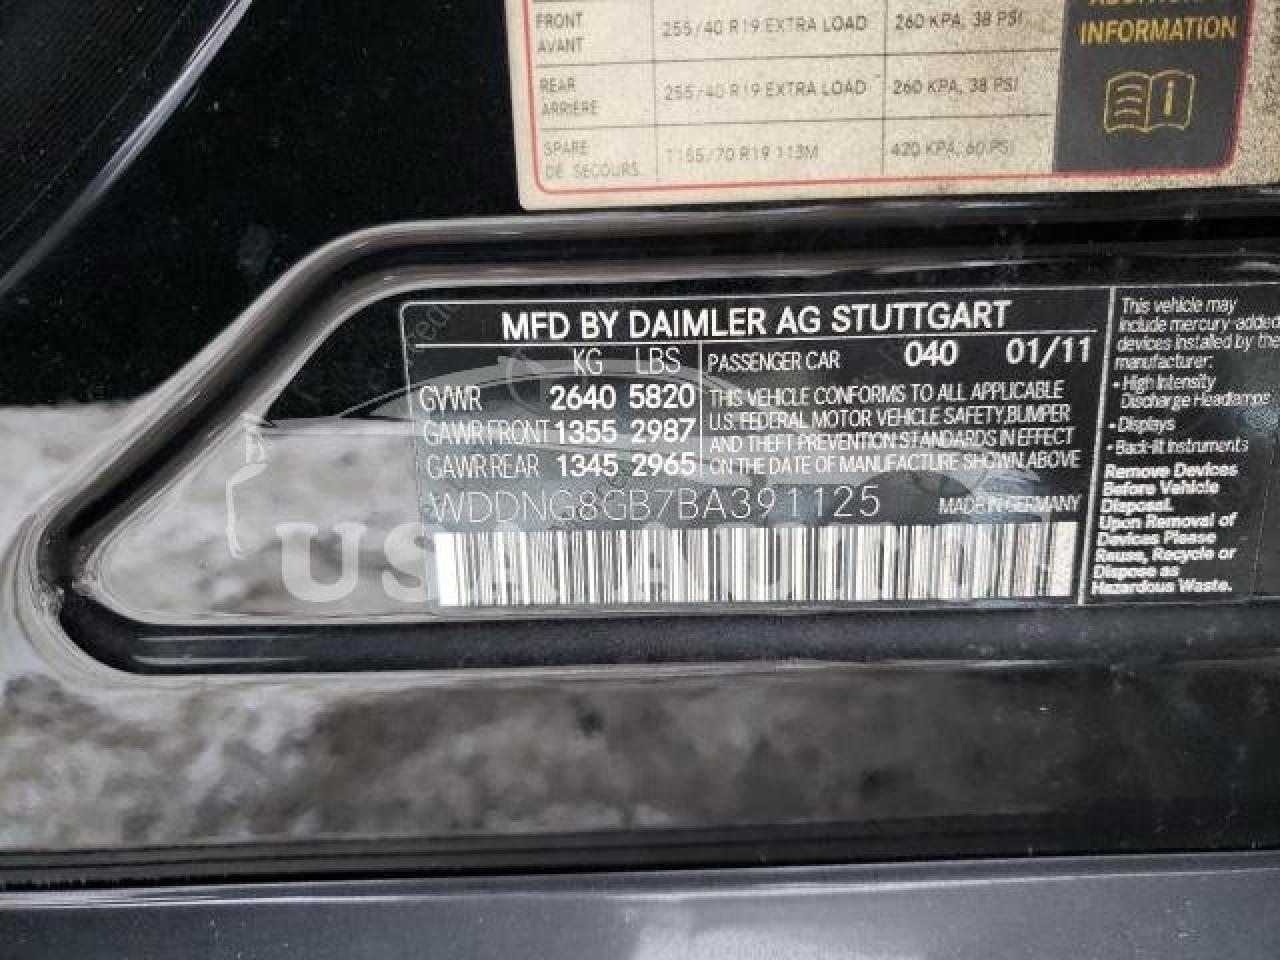 FRONT 255/40 R19 EXTRA LOAD 260 KPA, 38 PSI
AVANT
INFORMATION
REAR 255/40 R19 EXTRA LOAD 260 KPA, 38 PSI
ARRIERE
SPARE T155/70 R19 113M 420 KPA, 60 PSI
DE SECOURS
MFD BY DAIMLER AG STUTTGART
KG LBS PASSENGER CAR 040 01/11
GVWR 2640 5820
GAWR FRONT 1355 2987
GAWR REAR 1345 2965
THIS VEHICLE CONFORMS TO ALL APPLICABLE
U.S. FEDERAL MOTOR VEHICLE SAFETY, BUMPER
AND THEFT PREVENTION STANDARDS IN EFFECT
ON THE DATE OF MANUFACTURE SHOWN ABOVE
WDDNG8GB7BA391125 MADE IN GERMANY
This vehicle may
include mercury-added
devices installed by the
manufacturer:
• High Intensity
Discharge Headlamps
• Displays
• Back-lit Instruments
Remove Devices
Before Vehicle
Disposal.
Upon Removal of
Devices Please
Reuse, Recycle or
Dispose as
Hazardous Waste.